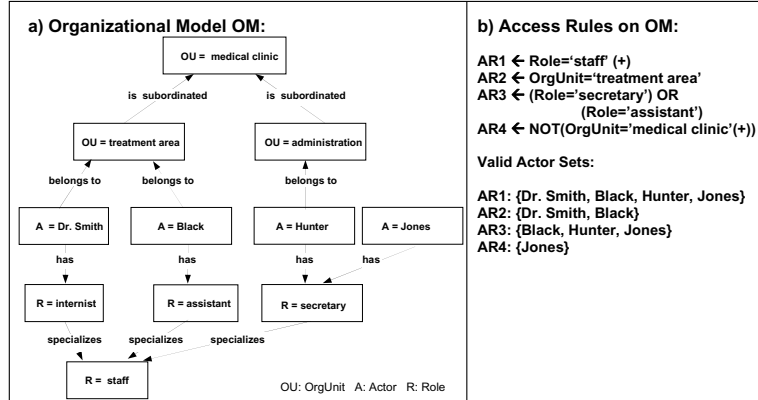 a) Organizational Model OM:
OU = medical clinic
is subordinated
is subordinated
OU = treatment area
OU = administration
belongs to
belongs to
belongs to
A = Dr. Smith
A = Black
A = Hunter
A = Jones
has
has
has
has
R = internist
R = assistant
R = secretary
specializes
specializes
specializes
R = staff
OU: OrgUnit A: Actor R: Role
b) Access Rules on OM:
AR1 ← Role='staff' (+)
AR2 ← OrgUnit='treatment area'
AR3 ← (Role='secretary') OR
(Role='assistant')
AR4 ← NOT(OrgUnit='medical clinic'(+))
Valid Actor Sets:
AR1: {Dr. Smith, Black, Hunter, Jones}
AR2: {Dr. Smith, Black}
AR3: {Black, Hunter, Jones}
AR4: {Jones}